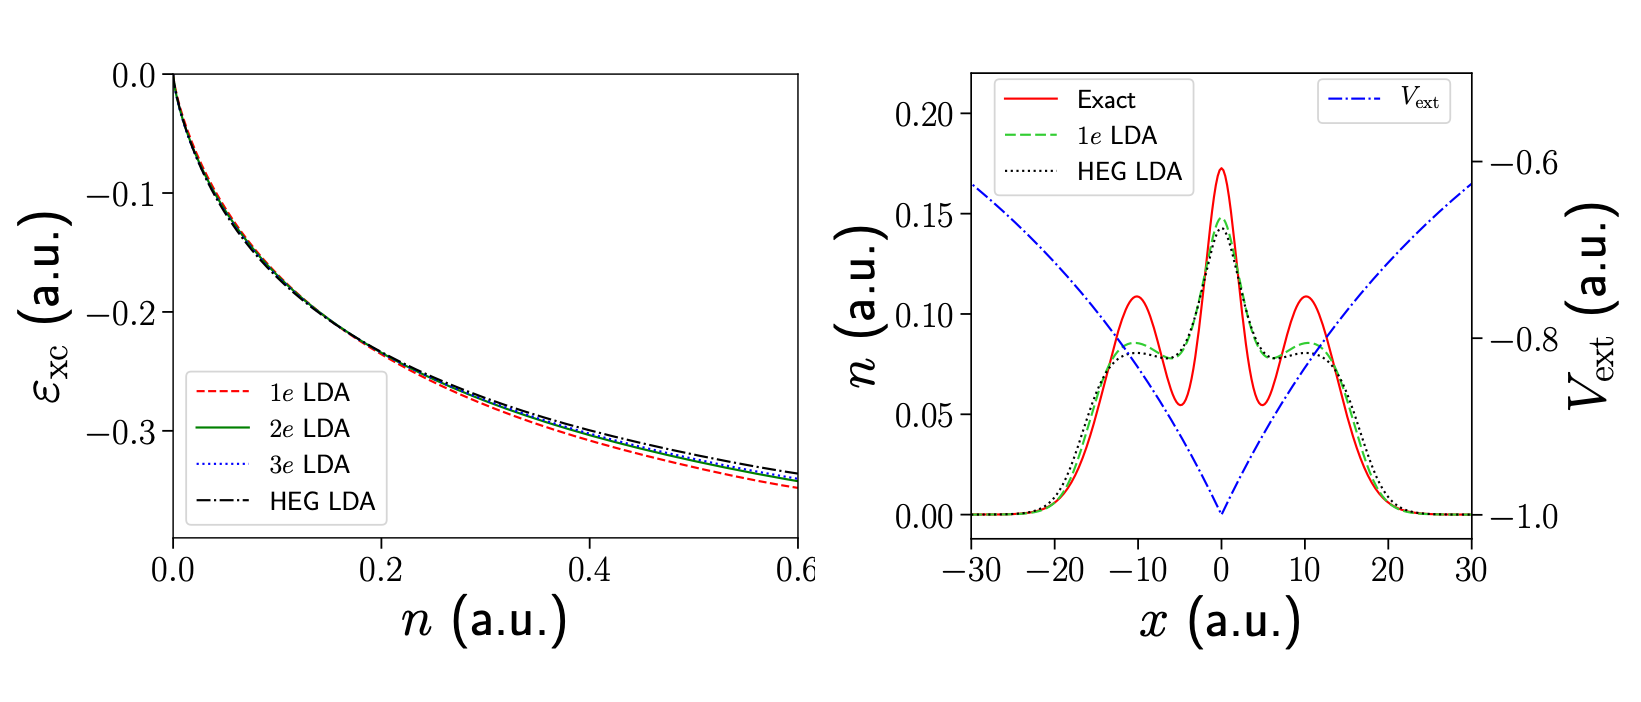 0.0
−0.1
−0.2
−0.3
εxc (a.u.)
1e LDA
2e LDA
3e LDA
HEG LDA
0.0 0.2 0.4 0.6
n (a.u.)
0.20
0.15
0.10
0.05
0.00
n (a.u.)
Exact
1e LDA
HEG LDA
Vext
−0.6
−0.8
−1.0
Vext (a.u.)
−30 −20 −10 0 10 20 30
x (a.u.)